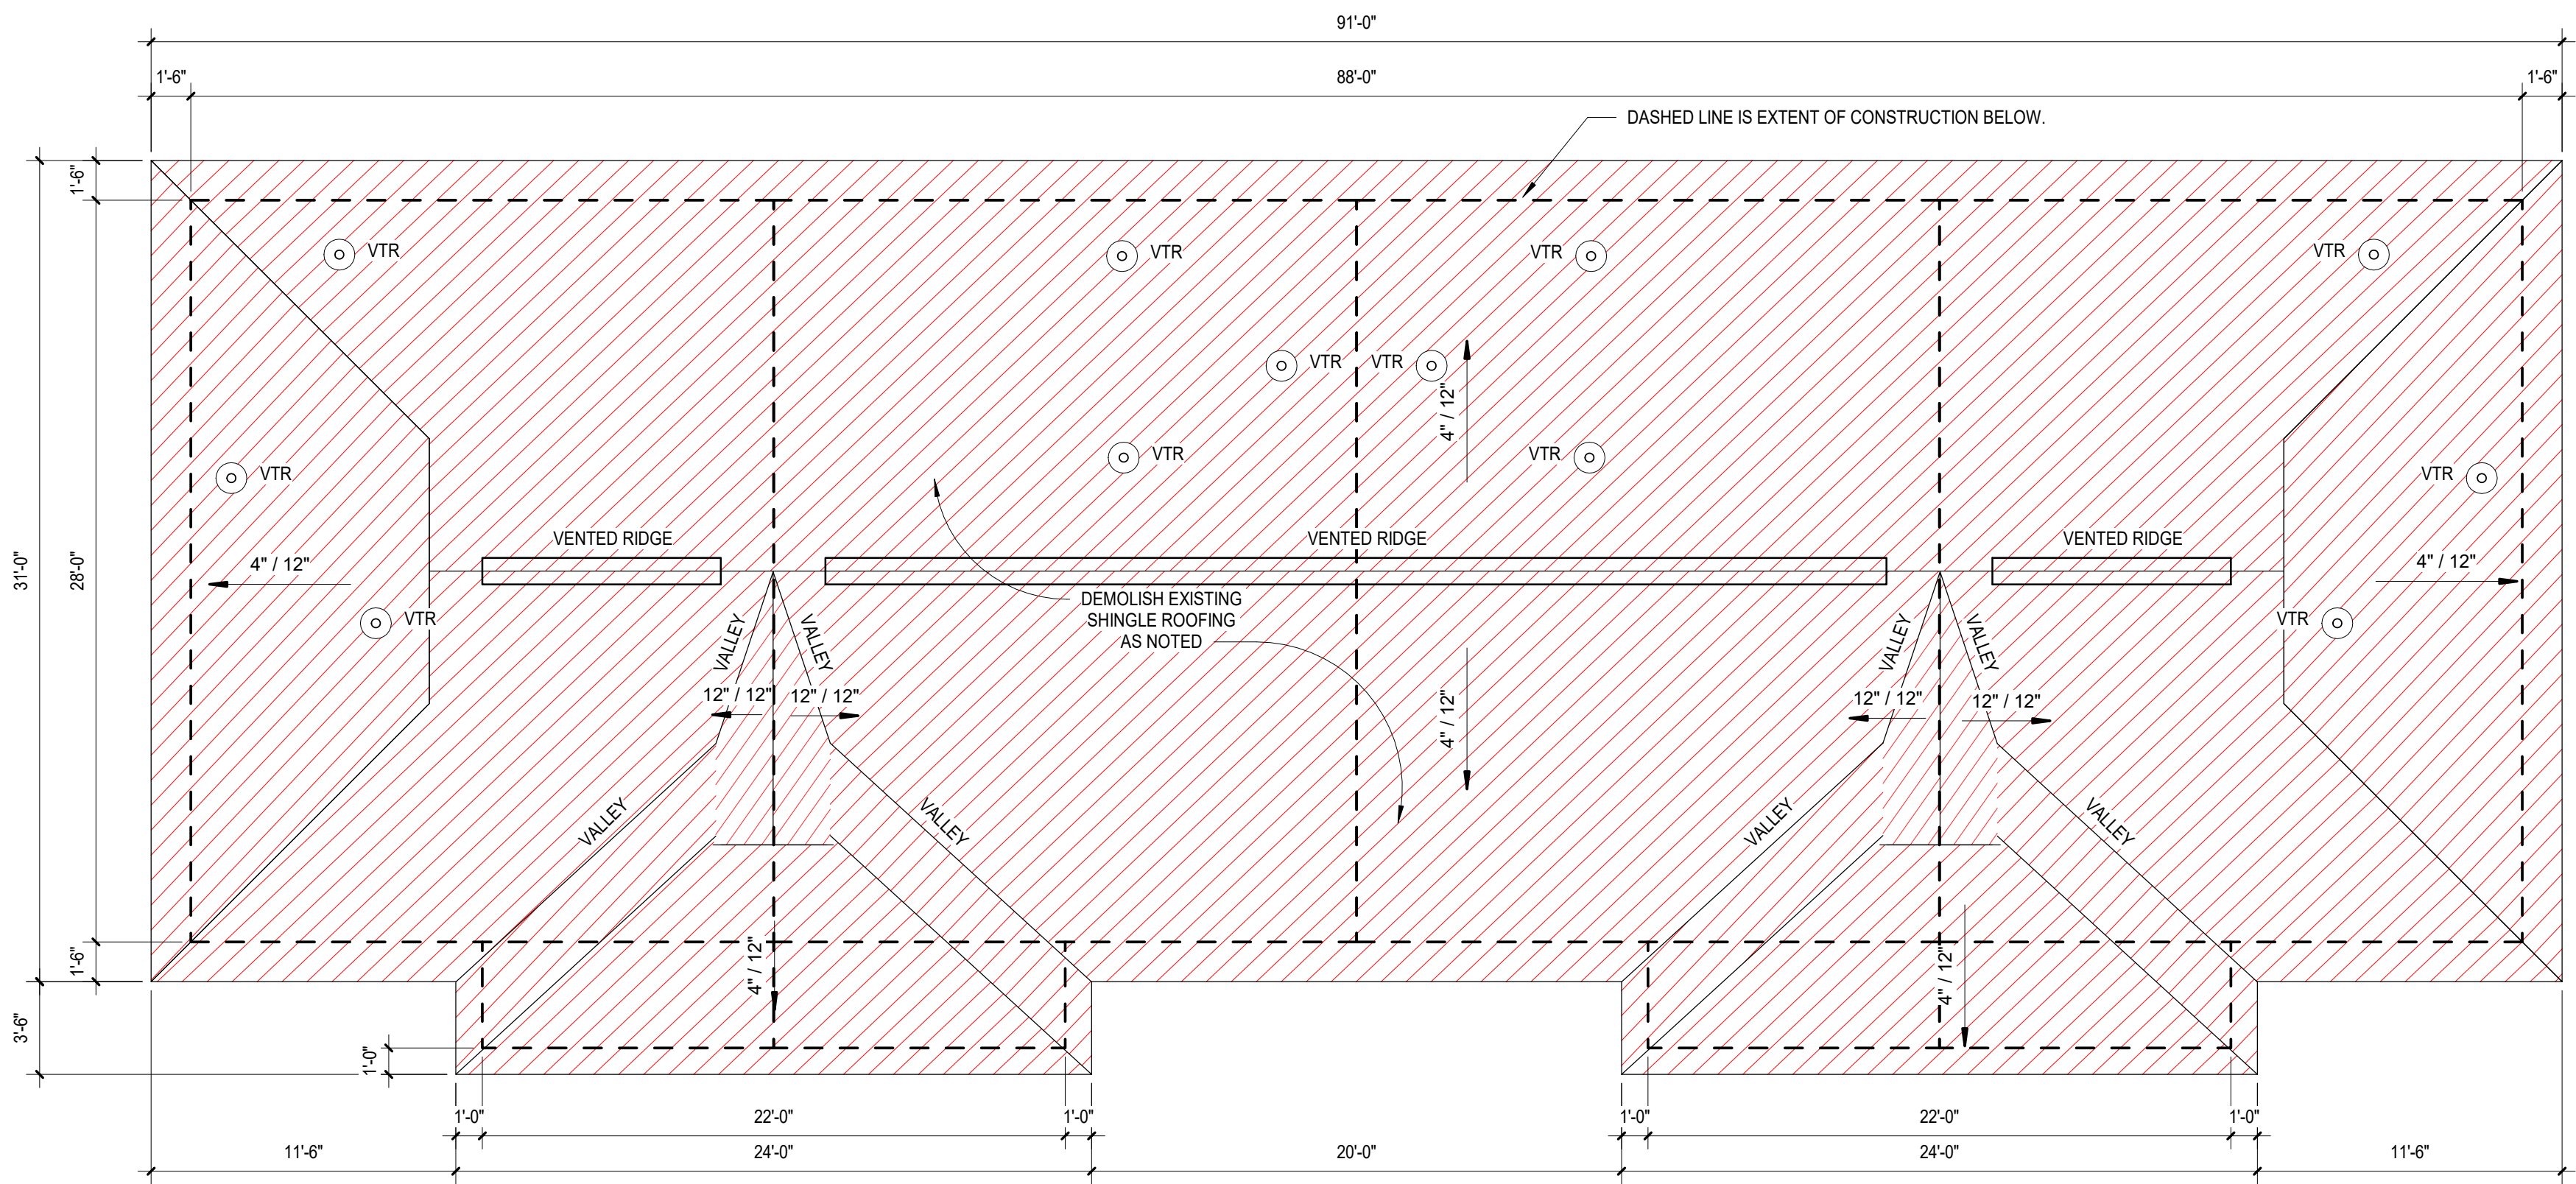 91'-0"
1'-6"
88'-0"
1'-6"
DASHED LINE IS EXTENT OF CONSTRUCTION BELOW.
1'-6"
VTR
VTR
VTR
VTR
VTR
VTR
4" / 12"
VTR
VTR
VTR
VTR
31'-0"
28'-0"
VENTED RIDGE
VENTED RIDGE
VENTED RIDGE
4" / 12"
4" / 12"
DEMOLISH EXISTING
SHINGLE ROOFING
AS NOTED
VTR
VTR
VALLEY
VALLEY
VALLEY
VALLEY
12" / 12"
12" / 12"
4" / 12"
12" / 12"
12" / 12"
VALLEY
VALLEY
VALLEY
VALLEY
1'-6"
4" / 12"
4" / 12"
3'-6"
1'-0"
1'-0"
22'-0"
1'-0"
1'-0"
22'-0"
1'-0"
11'-6"
24'-0"
20'-0"
24'-0"
11'-6"